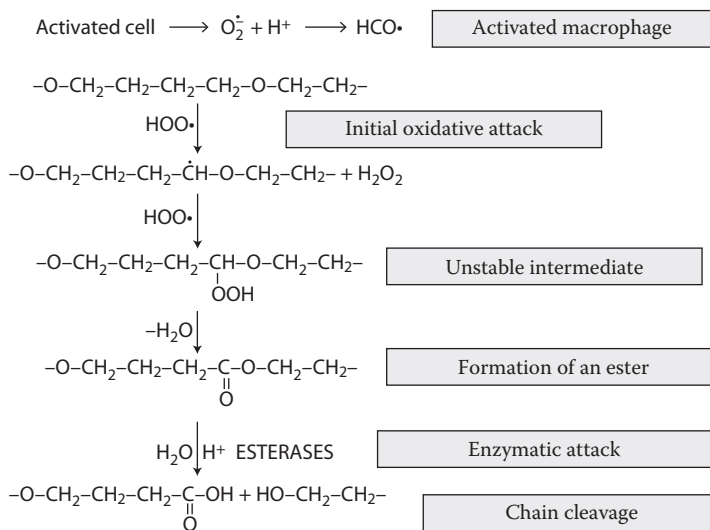 Activated cell ⟶ O₂•̄ + H⁺ ⟶ HCO• Activated macrophage
–O–CH₂–CH₂–CH₂–CH₂–O–CH₂–CH₂–
HOO• Initial oxidative attack
–O–CH₂–CH₂–CH₂–ĊH–O–CH₂–CH₂– + H₂O₂
HOO•
–O–CH₂–CH₂–CH₂–CH–O–CH₂–CH₂– Unstable intermediate
OOH
–H₂O
–O–CH₂–CH₂–CH₂–C–O–CH₂–CH₂– Formation of an ester
O
H₂O H⁺ ESTERASES Enzymatic attack
–O–CH₂–CH₂–CH₂–C–OH + HO–CH₂–CH₂–
O Chain cleavage